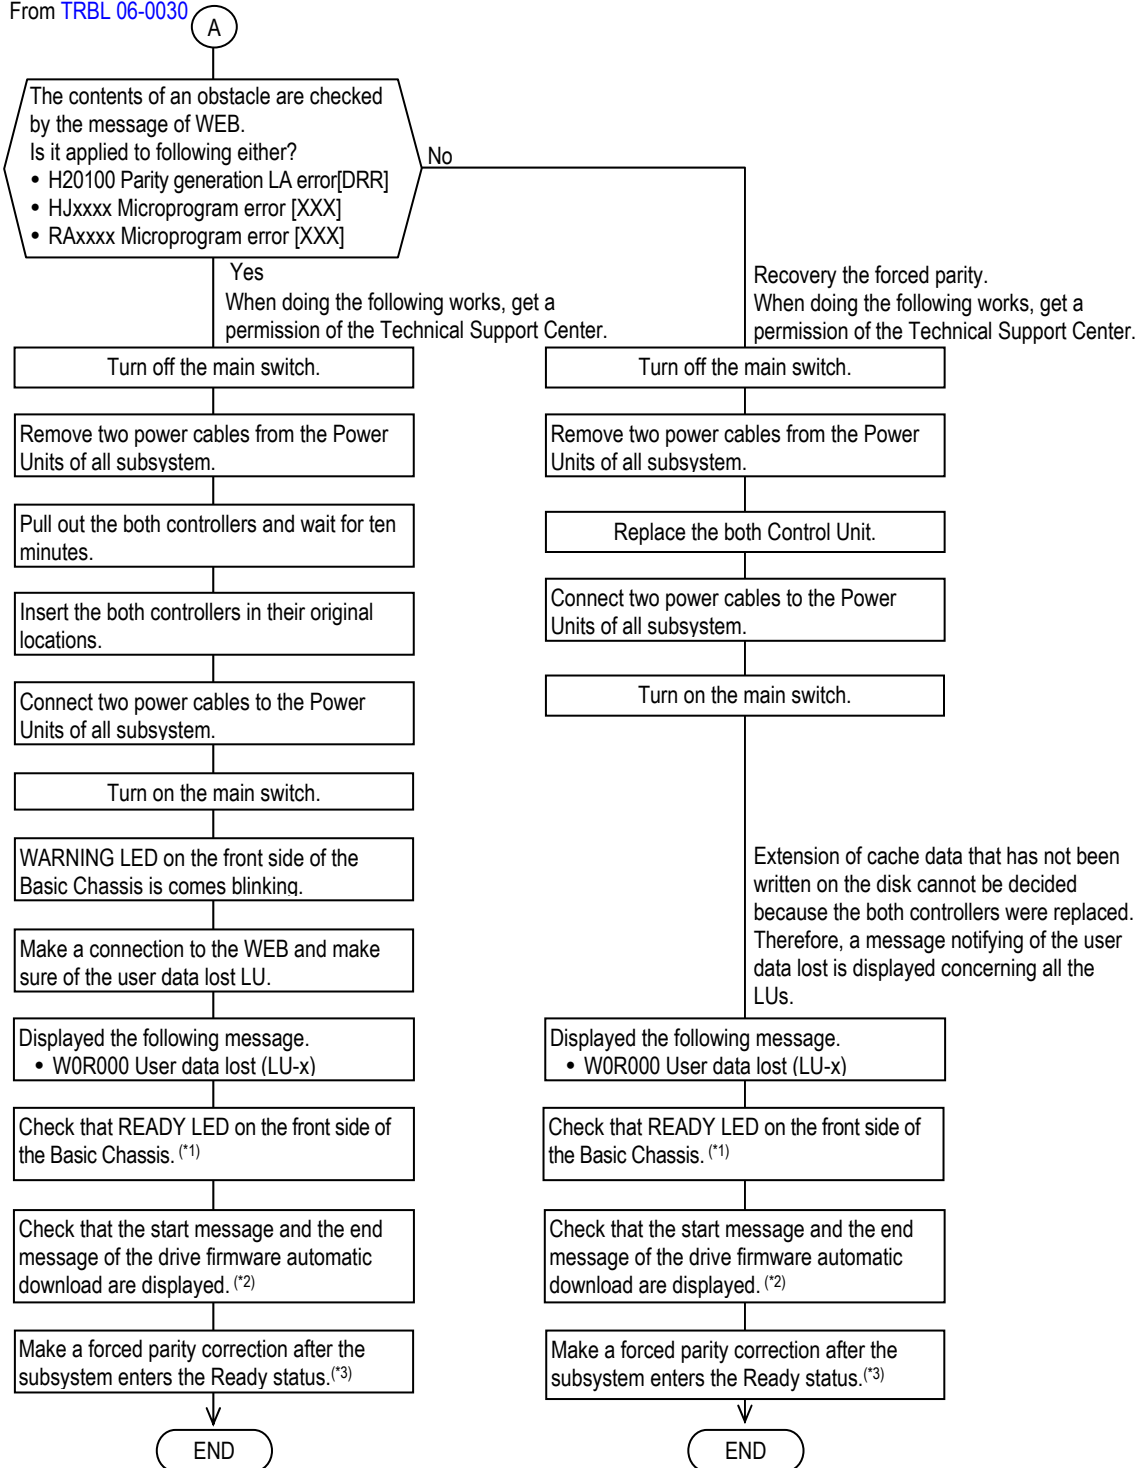 From TRBL 06-0030
A
The contents of an obstacle are checked
by the message of WEB.
Is it applied to following either?
• H20100 Parity generation LA error[DRR]
• HJxxxx Microprogram error [XXX]
• RAxxxx Microprogram error [XXX]
No
Yes
When doing the following works, get a
permission of the Technical Support Center.
Turn off the main switch.
Remove two power cables from the Power
Units of all subsystem.
Pull out the both controllers and wait for ten
minutes.
Insert the both controllers in their original
locations.
Connect two power cables to the Power
Units of all subsystem.
Turn on the main switch.
WARNING LED on the front side of the
Basic Chassis is comes blinking.
Make a connection to the WEB and make
sure of the user data lost LU.
Displayed the following message.
• W0R000 User data lost (LU-x)
Check that READY LED on the front side of
the Basic Chassis. (*1)
Check that the start message and the end
message of the drive firmware automatic
download are displayed. (*2)
Make a forced parity correction after the
subsystem enters the Ready status.(*3)
END
Recovery the forced parity.
When doing the following works, get a
permission of the Technical Support Center.
Turn off the main switch.
Remove two power cables from the Power
Units of all subsystem.
Replace the both Control Unit.
Connect two power cables to the Power
Units of all subsystem.
Turn on the main switch.
Extension of cache data that has not been
written on the disk cannot be decided
because the both controllers were replaced.
Therefore, a message notifying of the user
data lost is displayed concerning all the
LUs.
Displayed the following message.
• W0R000 User data lost (LU-x)
Check that READY LED on the front side of
the Basic Chassis. (*1)
Check that the start message and the end
message of the drive firmware automatic
download are displayed. (*2)
Make a forced parity correction after the
subsystem enters the Ready status.(*3)
END